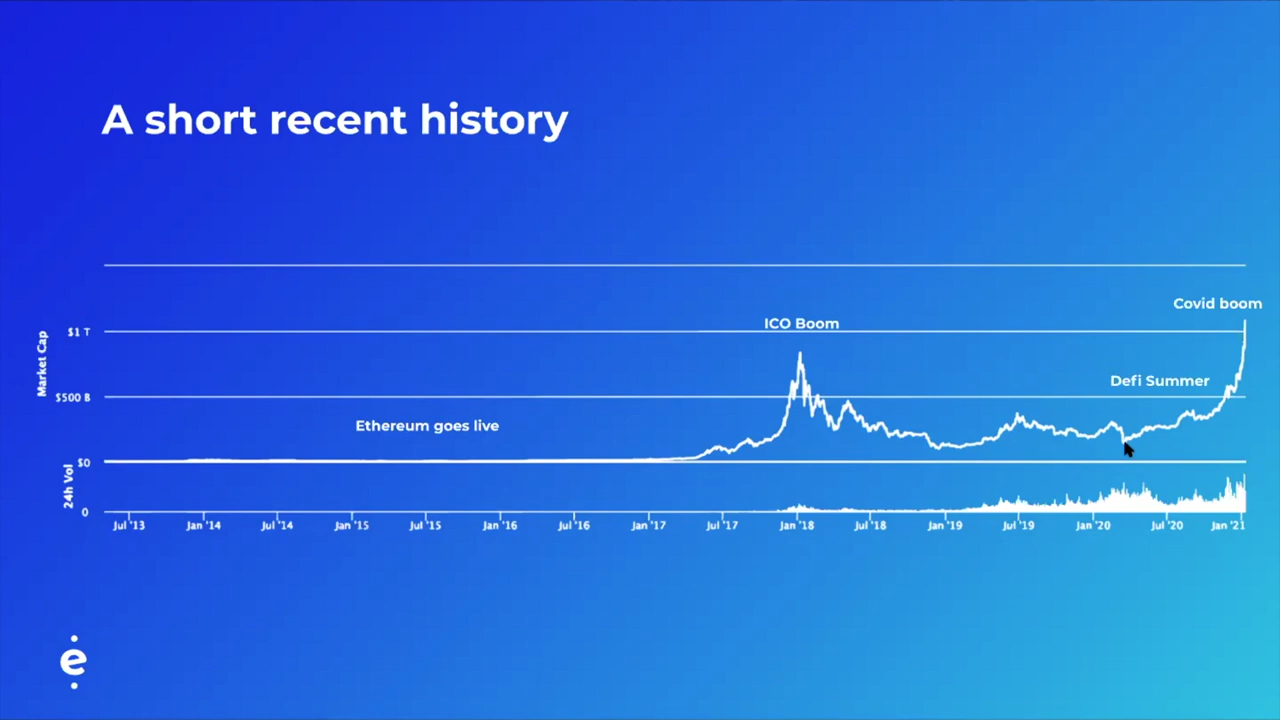 A short recent history
Covid boom
ICO Boom
$1 T
Market Cap
Defi Summer
$500 B
Ethereum goes live
$0
24h Vol
0
Jul '13 Jan '14 Jul '14 Jan '15 Jul '15 Jan '16 Jul '16 Jan '17 Jul '17 Jan '18 Jul '18 Jan '19 Jul '19 Jan '20 Jul '20 Jan '21
e